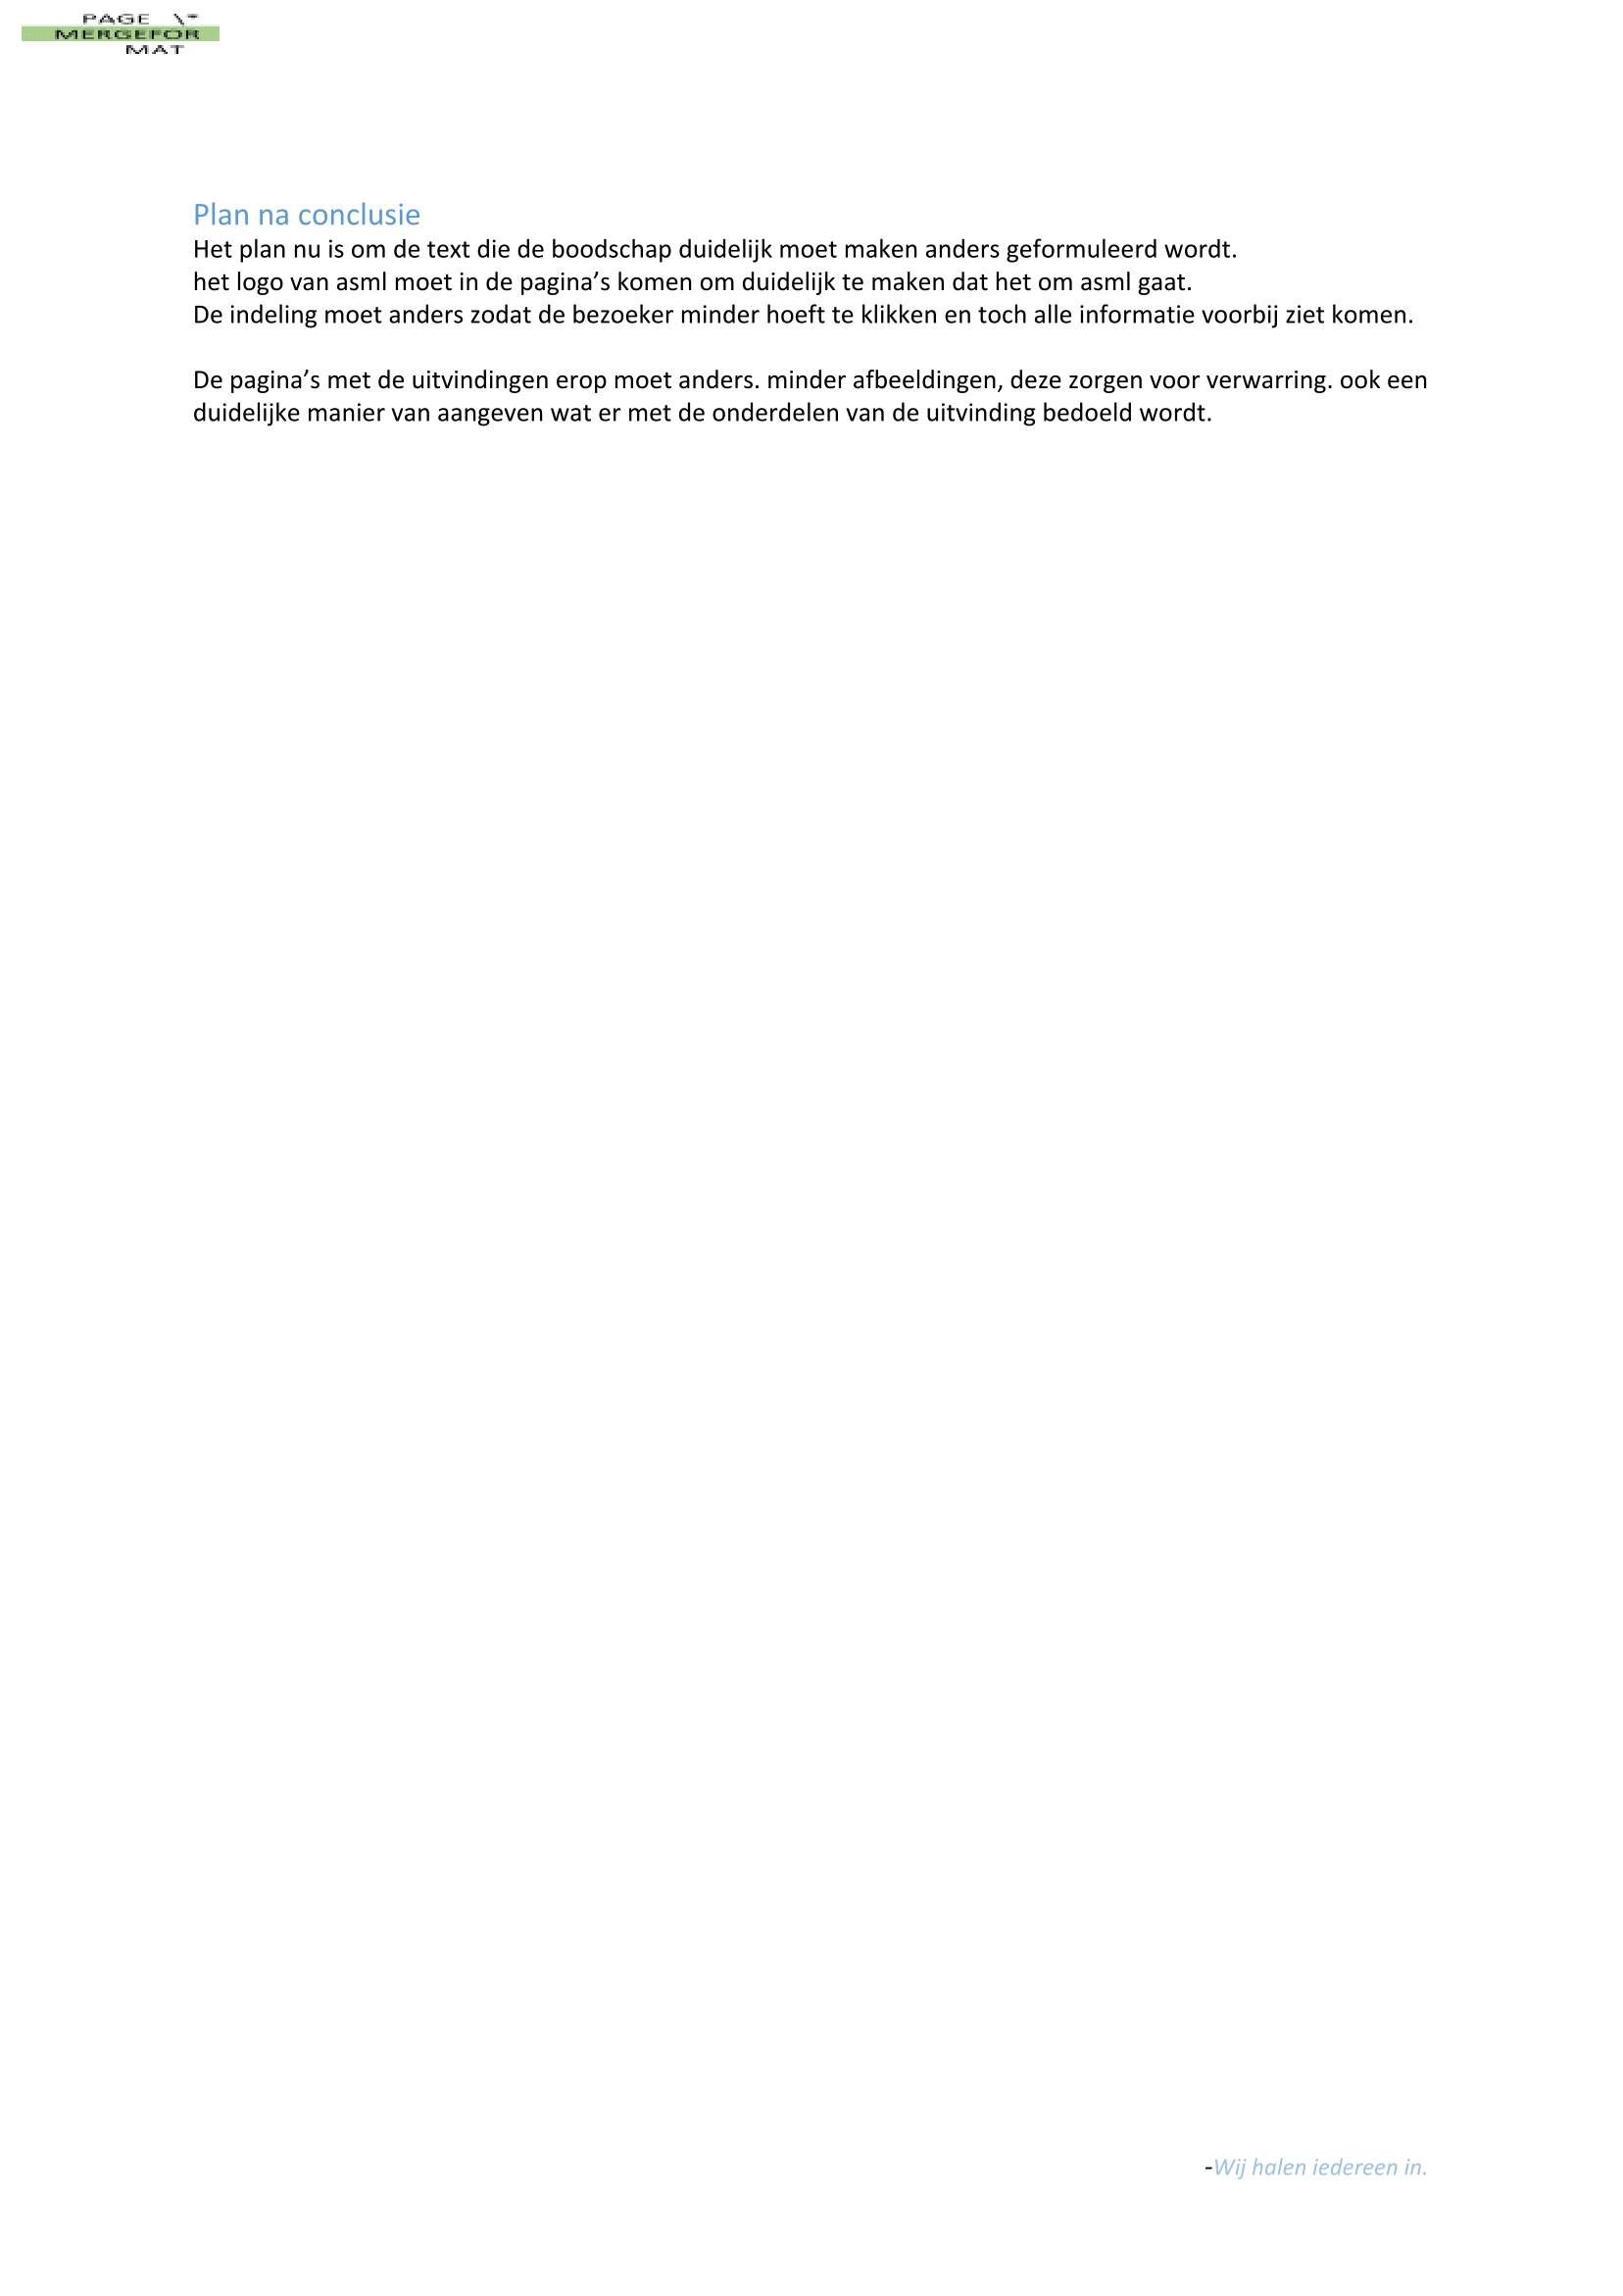 PAGE \*
MERGEFOR
MAT
Plan na conclusie
Het plan nu is om de text die de boodschap duidelijk moet maken anders geformuleerd wordt.
het logo van asml moet in de pagina’s komen om duidelijk te maken dat het om asml gaat.
De indeling moet anders zodat de bezoeker minder hoeft te klikken en toch alle informatie voorbij ziet komen.
De pagina’s met de uitvindingen erop moet anders. minder afbeeldingen, deze zorgen voor verwarring. ook een
duidelijke manier van aangeven wat er met de onderdelen van de uitvinding bedoeld wordt.
-Wij halen iedereen in.